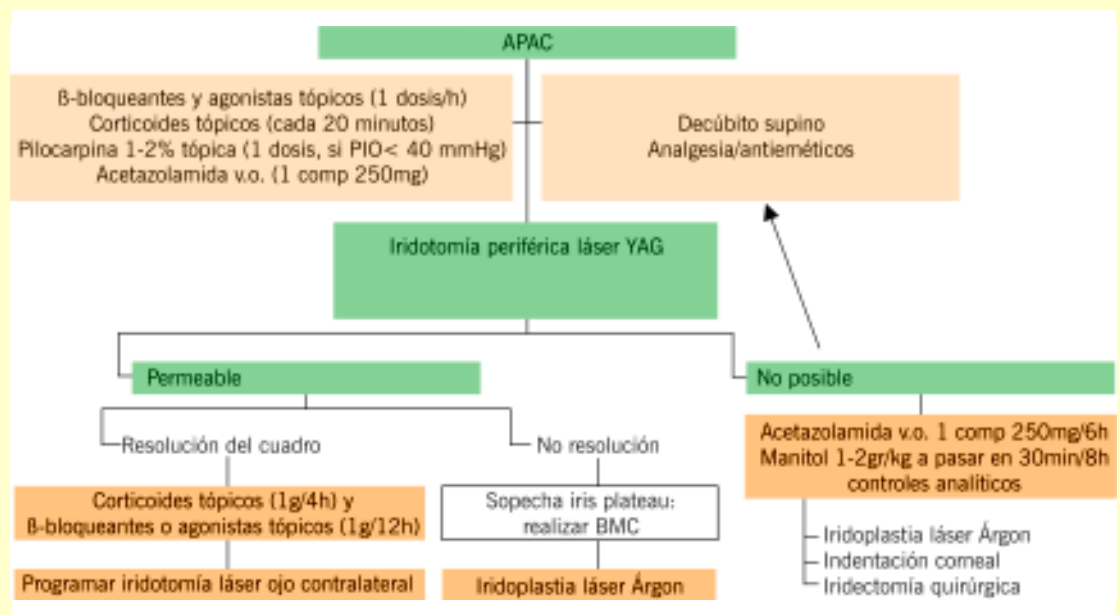 APAC
ß-bloqueantes y agonistas tópicos (1 dosis/h)
Corticoides tópicos (cada 20 minutos)
Pilocarpina 1-2% tópica (1 dosis, si PIO< 40 mmHg)
Acetazolamida v.o. (1 comp 250mg)
Decúbito supino
Analgesia/antieméticos
Iridotomía periférica láser YAG
Permeable
No posible
Resolución del cuadro
No resolución
Acetazolamida v.o. 1 comp 250mg/6h
Manitol 1-2gr/kg a pasar en 30min/8h
controles analíticos
Corticoides tópicos (1g/4h) y
ß-bloqueantes o agonistas tópicos (1g/12h)
Sopecha iris plateau:
realizar BMC
Iridoplastia láser Árgon
Indentación corneal
Iridectomía quirúrgica
Programar iridotomía láser ojo contralateral
Iridoplastia láser Árgon